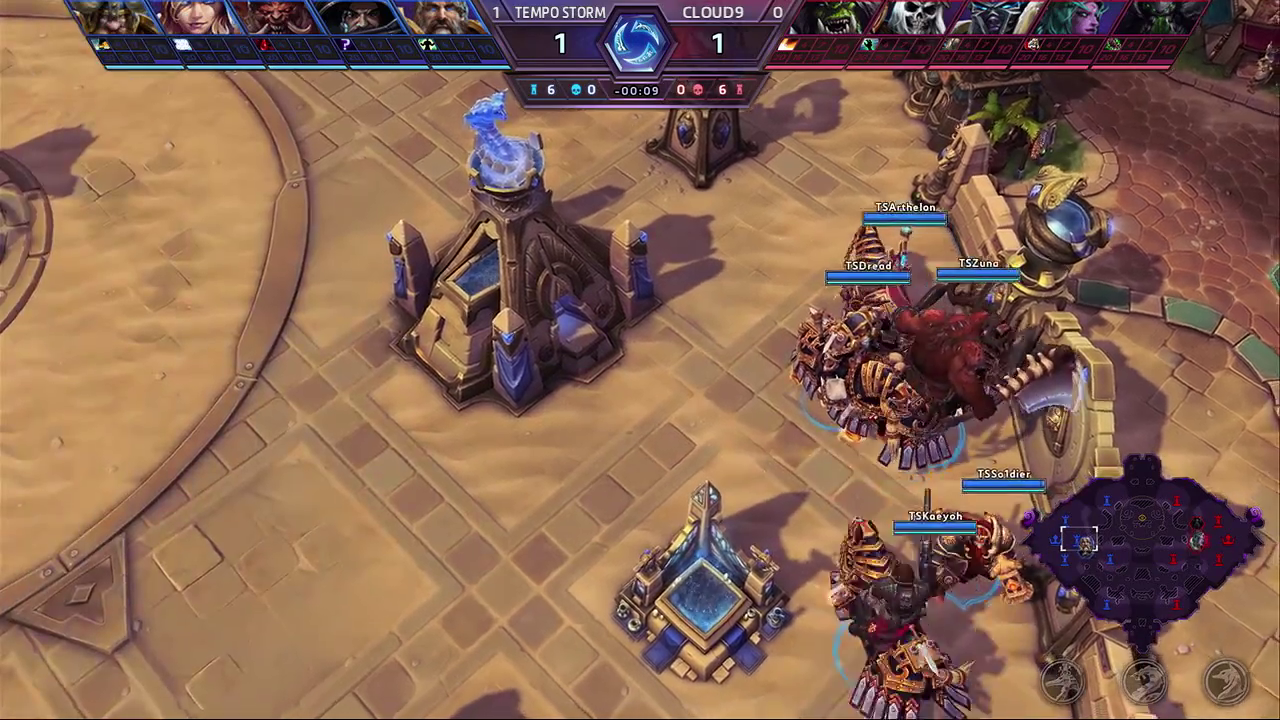 1 TEMPO STORM CLOUD9 0
1 1
6 0 -00:09 0 6
TSArthelon
TSDread TSZuna
TSSo1dier
TSKaeyoh